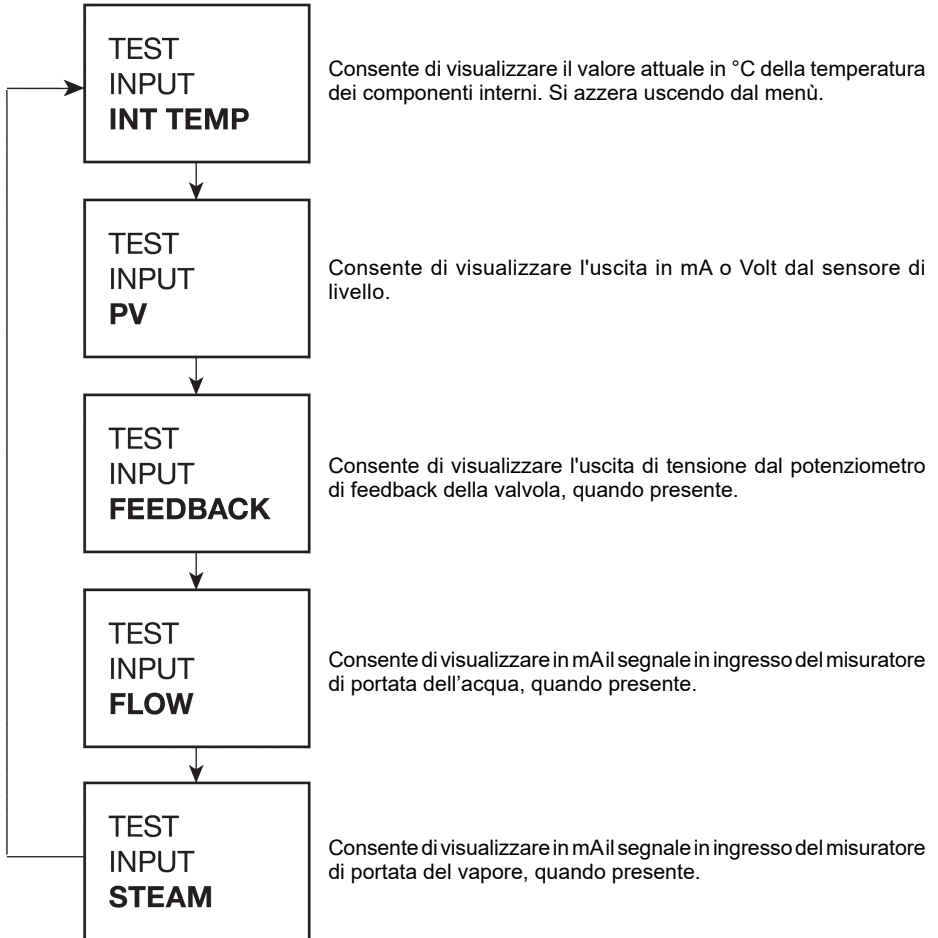 TEST
INPUT
INT TEMP
Consente di visualizzare il valore attuale in °C della temperatura
dei componenti interni. Si azzera uscendo dal menù.
TEST
INPUT
PV
Consente di visualizzare l'uscita in mA o Volt dal sensore di
livello.
TEST
INPUT
FEEDBACK
Consente di visualizzare l'uscita di tensione dal potenziometro
di feedback della valvola, quando presente.
TEST
INPUT
FLOW
Consente di visualizzare in mA il segnale in ingresso del misuratore
di portata dell’acqua, quando presente.
TEST
INPUT
STEAM
Consente di visualizzare in mA il segnale in ingresso del misuratore
di portata del vapore, quando presente.